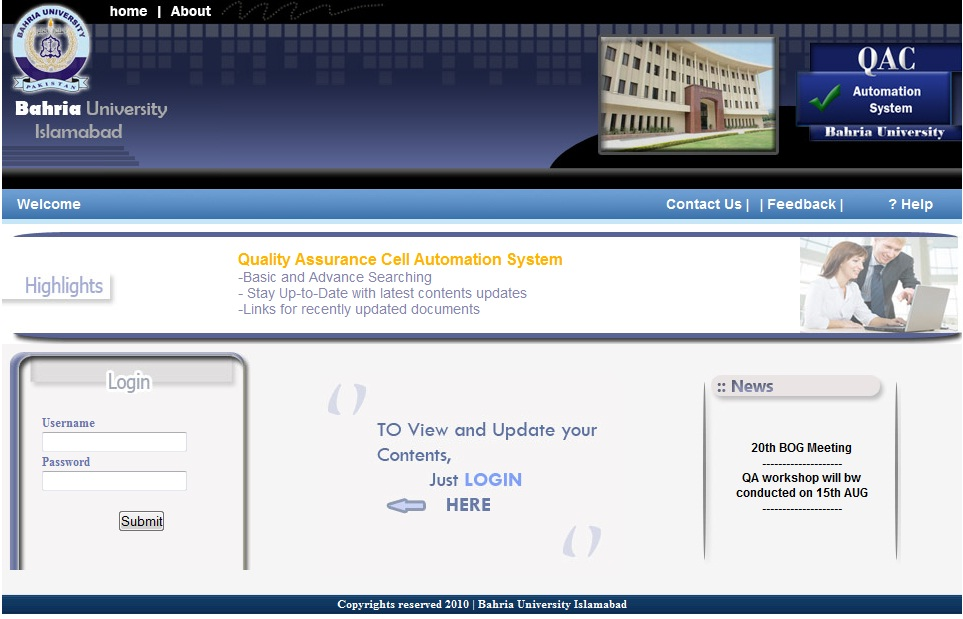 home | About
BAHRIA UNIVERSITY
PAKISTAN
Bahria University
Islamabad
QAC
Automation
System
Bahria University
Welcome
Contact Us | | Feedback | ? Help
Highlights
Quality Assurance Cell Automation System
-Basic and Advance Searching
- Stay Up-to-Date with latest contents updates
-Links for recently updated documents
Login
Username
Password
Submit
TO View and Update your
Contents,
Just LOGIN
HERE
:: News
20th BOG Meeting
--------------------
QA workshop will bw
conducted on 15th AUG
--------------------
Copyrights reserved 2010 | Bahria University Islamabad